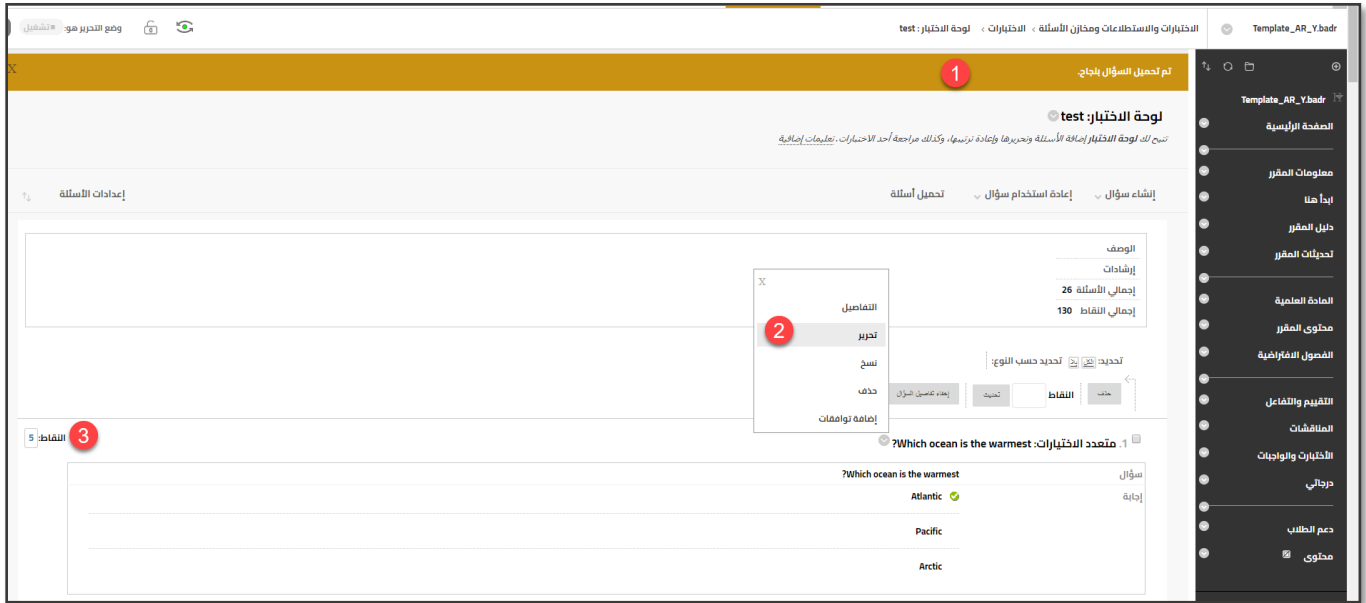 Template_AR_Y.badr
الاختبارات والاستطلاعات ومخازن الأسئلة › الاختبارات › لوحة الاختبار : test
وضع التحرير هو: تشغيل
Template_AR_Y.badr
الصفحة الرئيسية
معلومات المقرر
ابدأ هنا
دليل المقرر
تحديثات المقرر
المادة العلمية
محتوى المقرر
الفصول الافتراضية
التقييم والتفاعل
المناقشات
الأختبارت والواجبات
درجاتي
دعم الطلاب
محتوى
تم تحميل السؤال بنجاح.
1
X
لوحة الاختبار: test
تتيح لك لوحة الاختبار إضافة الأسئلة وتحريرها وإعادة ترتيبها، وكذلك مراجعة أحد الاختبارات. تعليمات إضافية
إنشاء سؤال إعادة استخدام سؤال تحميل أسئلة إعدادات الأسئلة
الوصف
إرشادات
إجمالي الأسئلة 26
إجمالي النقاط 130
X
التفاصيل
تحرير
2
نسخ
حذف
إضافة توافقات
تحديد: الكل بلا تحديد حسب النوع:
حذف النقاط تحديث إخفاء تفاصيل السؤال
1. متعدد الاختيارات: Which ocean is the warmest?
3 النقاط: 5
سؤال Which ocean is the warmest?
إجابة Atlantic
Pacific
Arctic